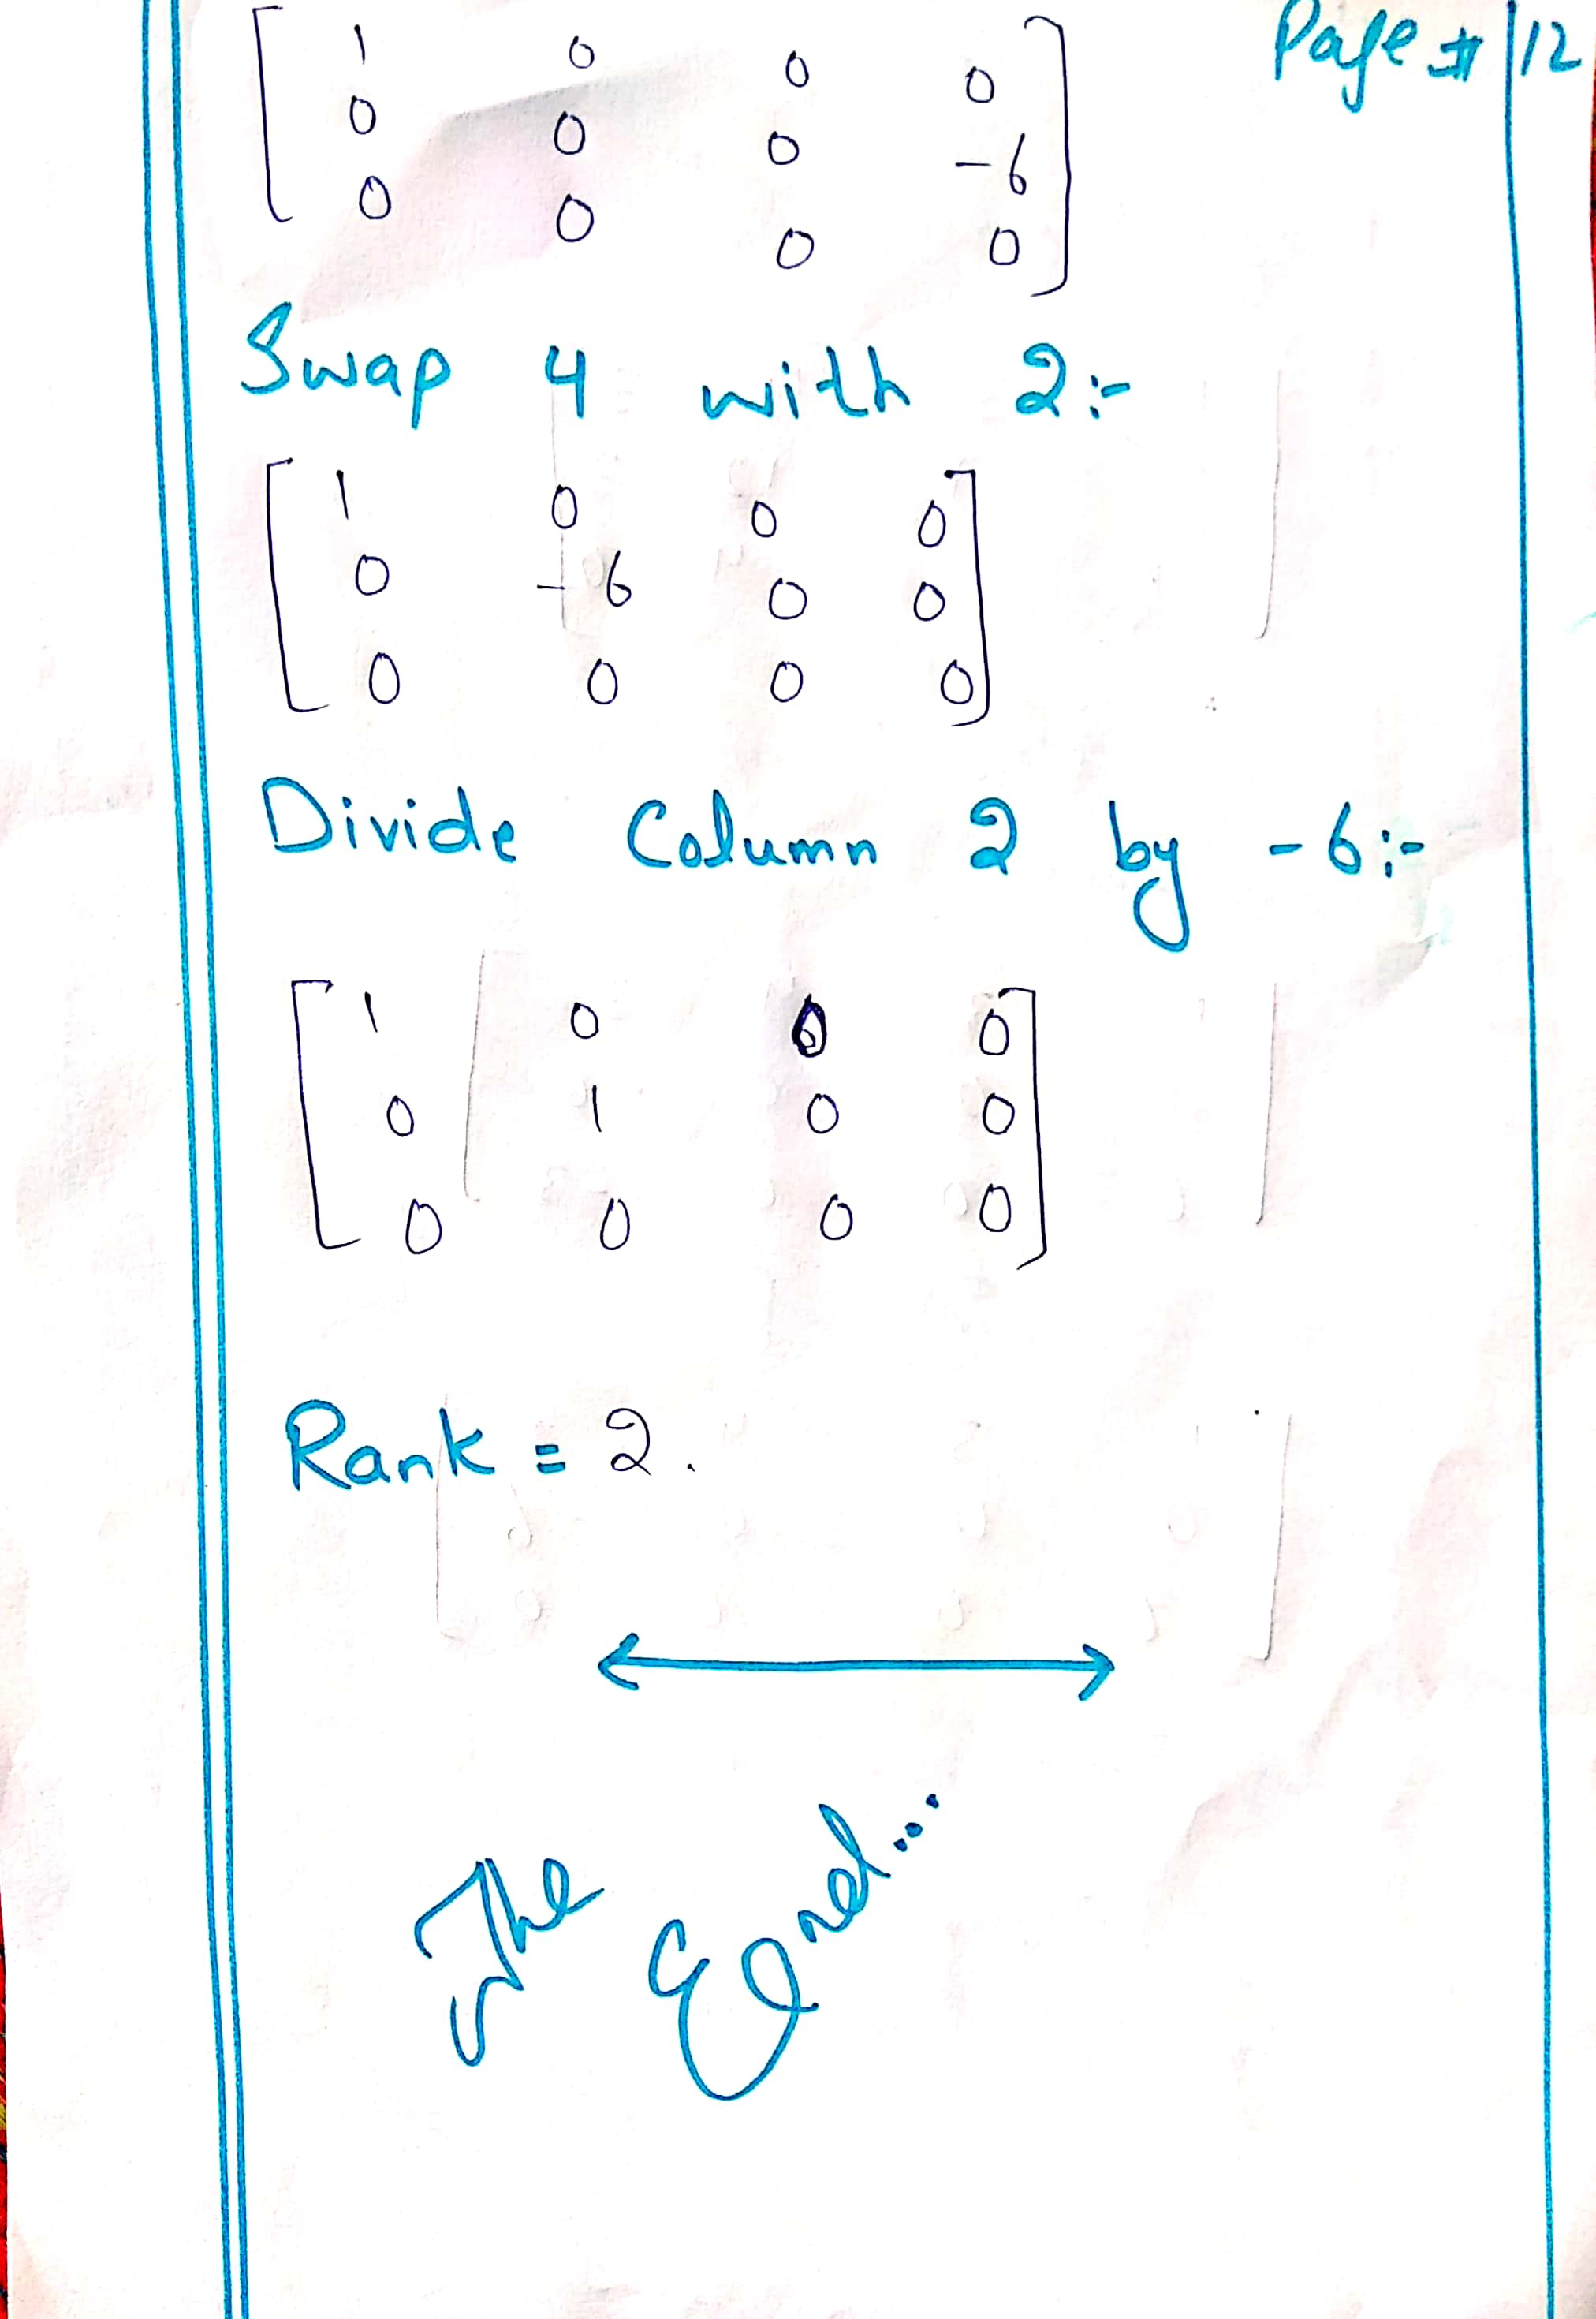 Page # 12
1 0 0 0
0 0 0 -6
0 0 0 0
Swap 4 with 2:-
1 0 0 0
0 -6 0 0
0 0 0 0
Divide Column 2 by -6:-
1 0 0 0
0 1 0 0
0 0 0 0
Rank = 2.
The End...